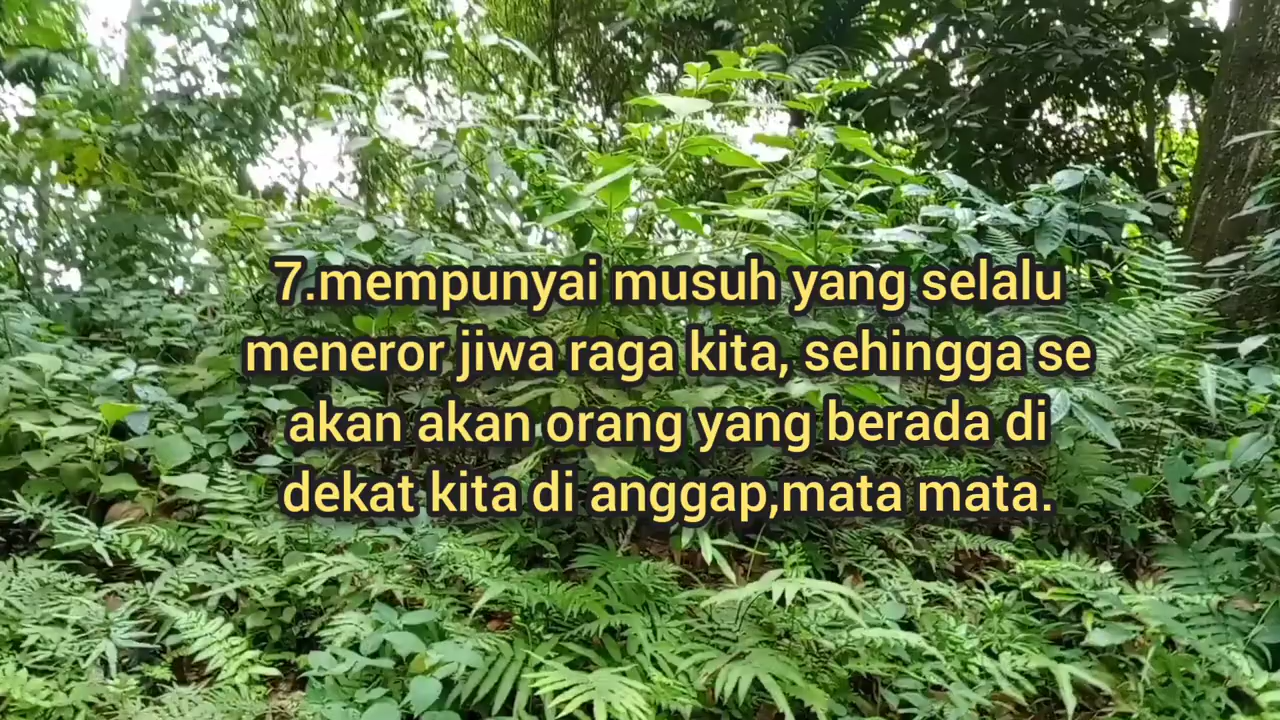 7.mempunyai musuh yang selalu
meneror jiwa raga kita, sehingga se
akan akan orang yang berada di
dekat kita di anggap,mata mata.